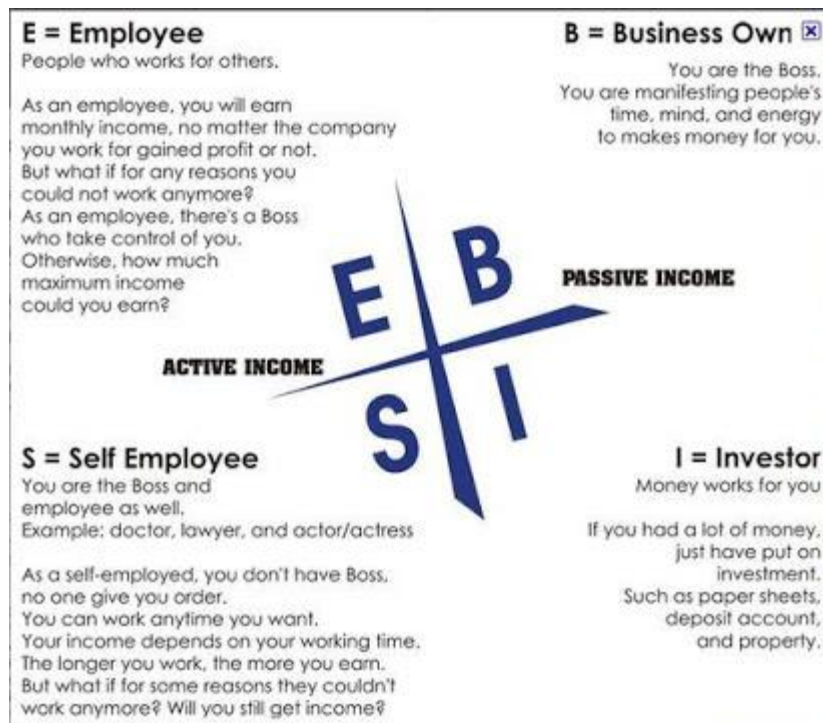 E = Employee
People who works for others.
As an employee, you will earn
monthly income, no matter the company
you work for gained profit or not.
But what if for any reasons you
could not work anymore?
As an employee, there's a Boss
who take control of you.
Otherwise, how much
maximum income
could you earn?
B = Business Own
You are the Boss.
You are manifesting people's
time, mind, and energy
to makes money for you.
E B
PASSIVE INCOME
ACTIVE INCOME
S I
S = Self Employee
You are the Boss and
employee as well.
Example: doctor, lawyer, and actor/actress
As a self-employed, you don't have Boss,
no one give you order.
You can work anytime you want.
Your income depends on your working time.
The longer you work, the more you earn.
But what if for some reasons they couldn't
work anymore? Will you still get income?
I = Investor
Money works for you
If you had a lot of money,
just have put on
investment.
Such as paper sheets,
deposit account,
and property.